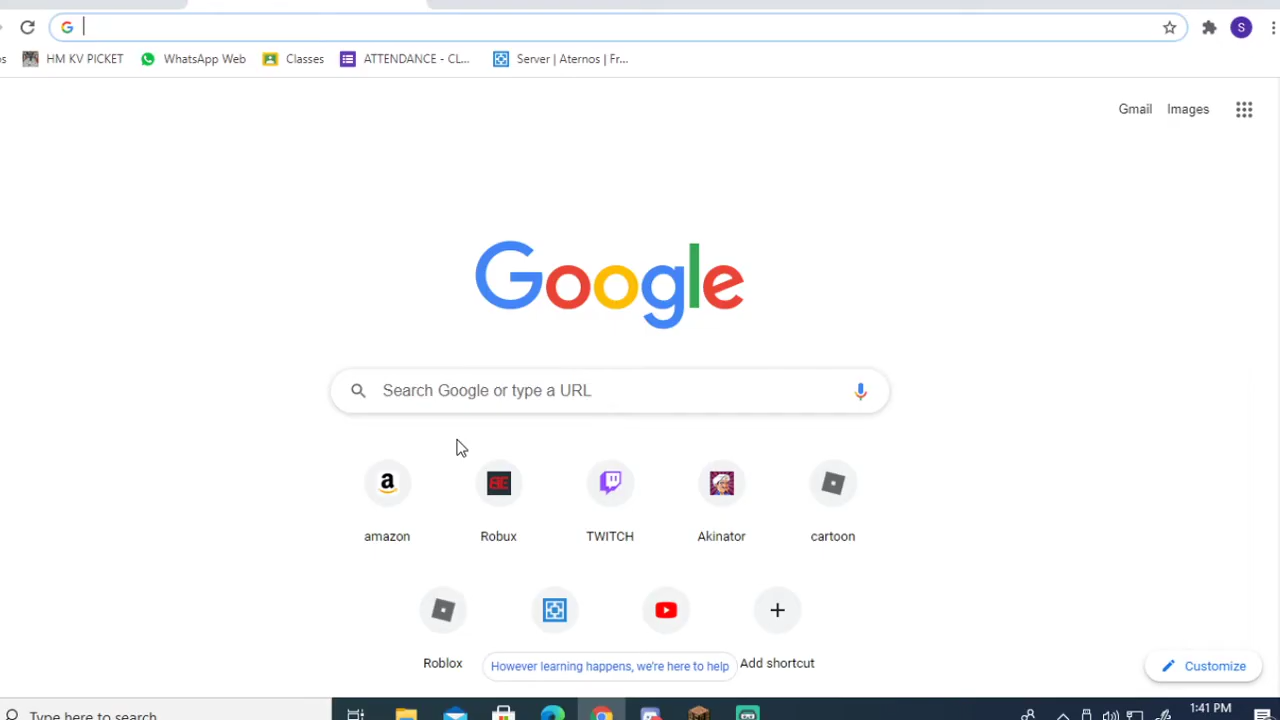 G
s
HM KV PICKET
WhatsApp Web
Classes
ATTENDANCE - CL...
Server | Aternos | Fr...
S
Gmail
Images
Google
Search Google or type a URL
a
amazon
Robux
TWITCH
Akinator
cartoon
Roblox
However learning happens, we're here to help
Add shortcut
Customize
Type here to search
1:41 PM